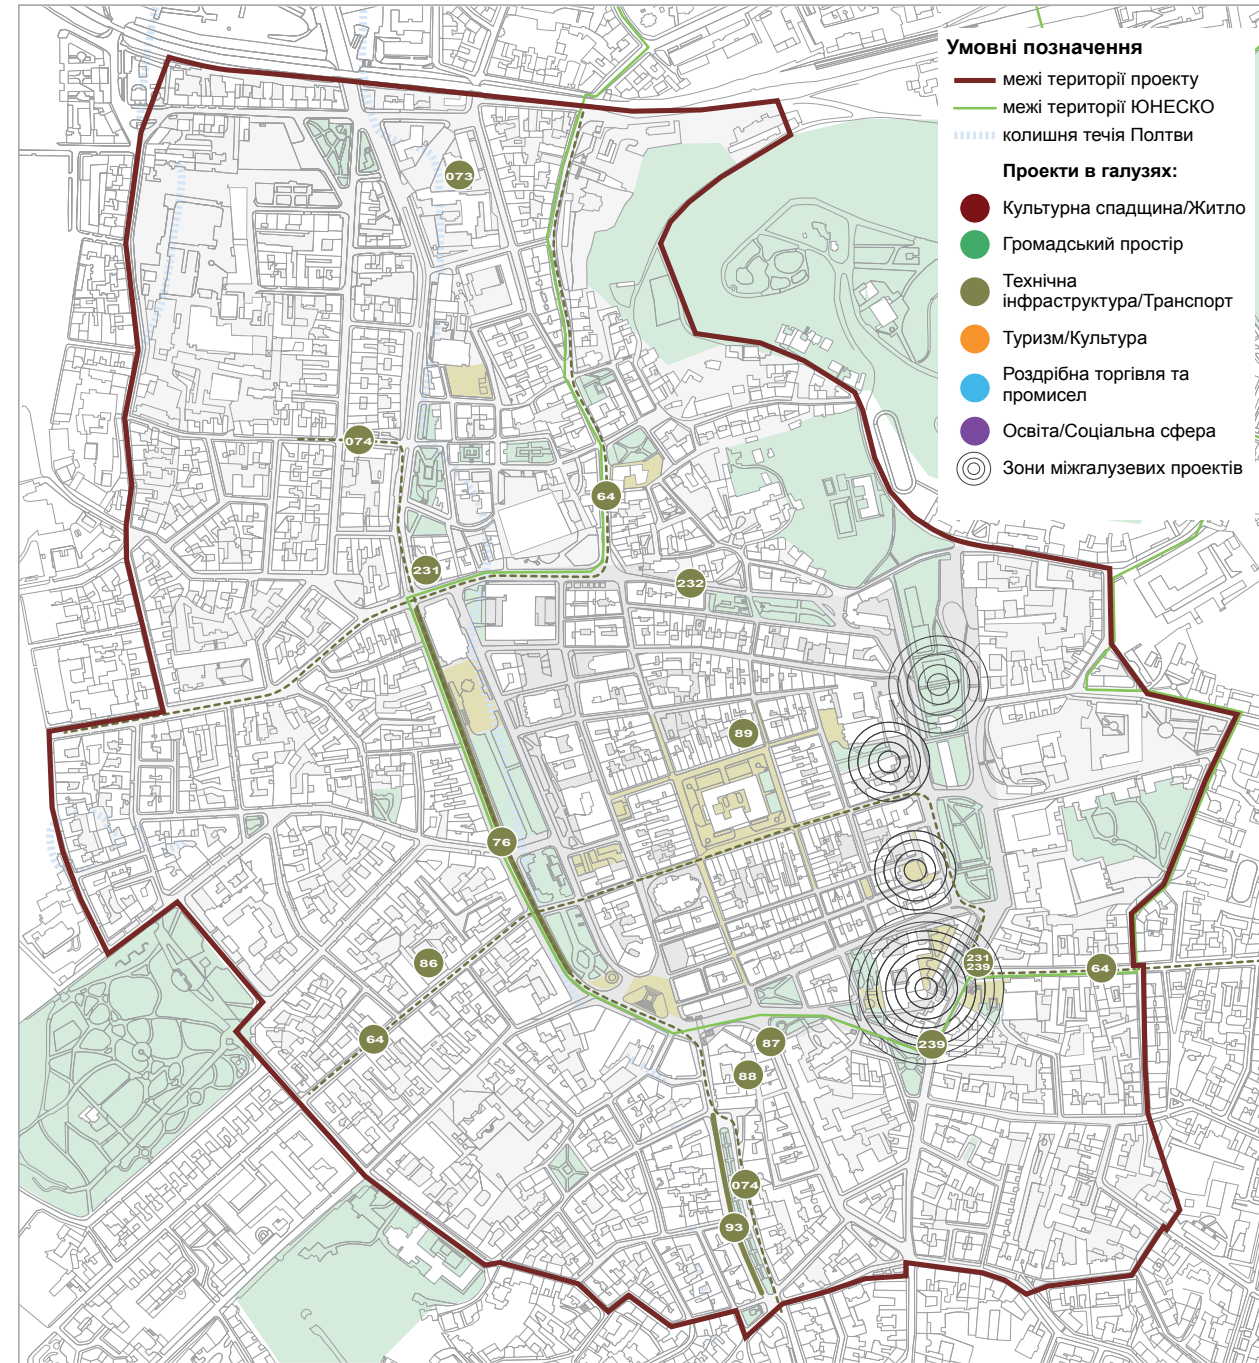 Умовні позначення
межі території проекту
межі території ЮНЕСКО
колишня течія Полтви
Проекти в галузях:
Культурна спадщина/Житло
Громадський простір
Технічна
інфраструктура/Транспорт
Туризм/Культура
Роздрібна торгівля та
промисел
Освіта/Соціальна сфера
Зони міжгалузевих проектів
073
074
64
231
232
89
76
86
231
239
64
64
87
239
88
074
93